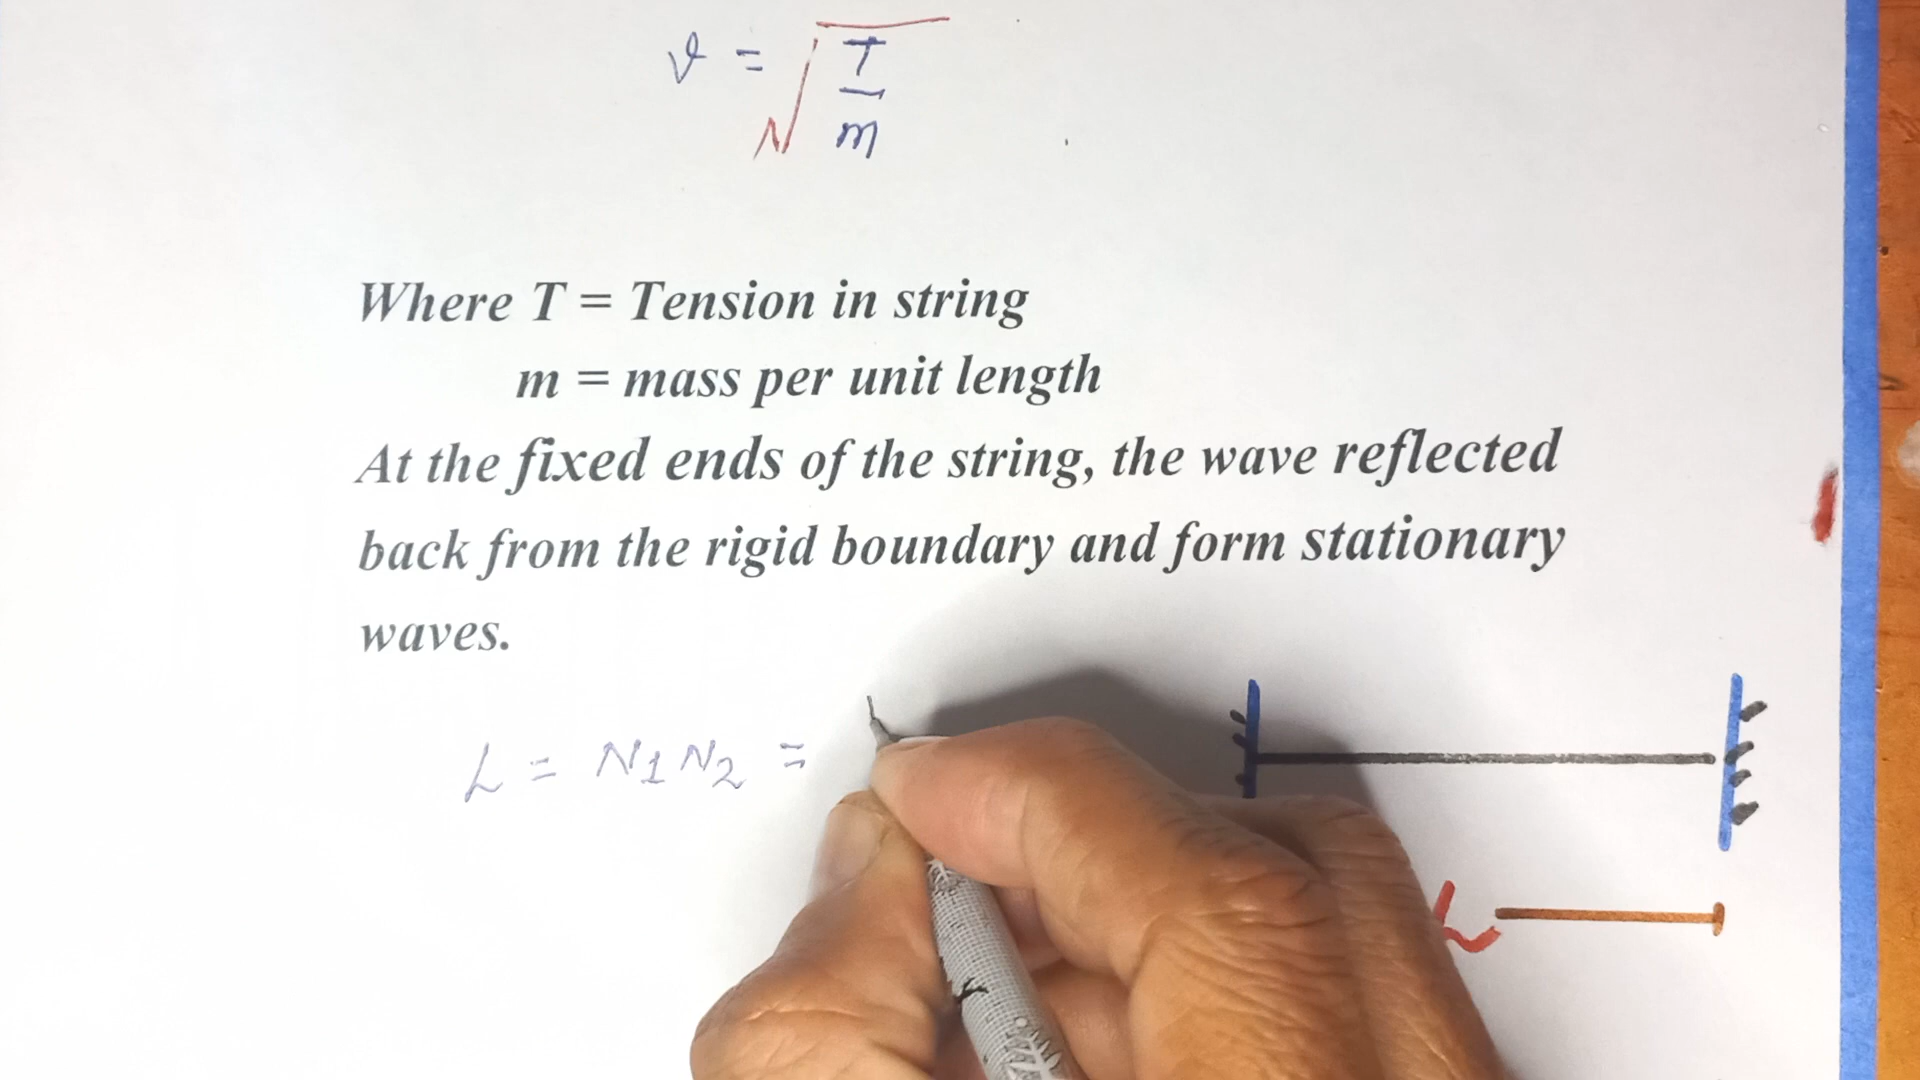 v = √T/m
Where T = Tension in string
m = mass per unit length
At the fixed ends of the string, the wave reflected
back from the rigid boundary and form stationary
waves.
L = N1N2 =
L